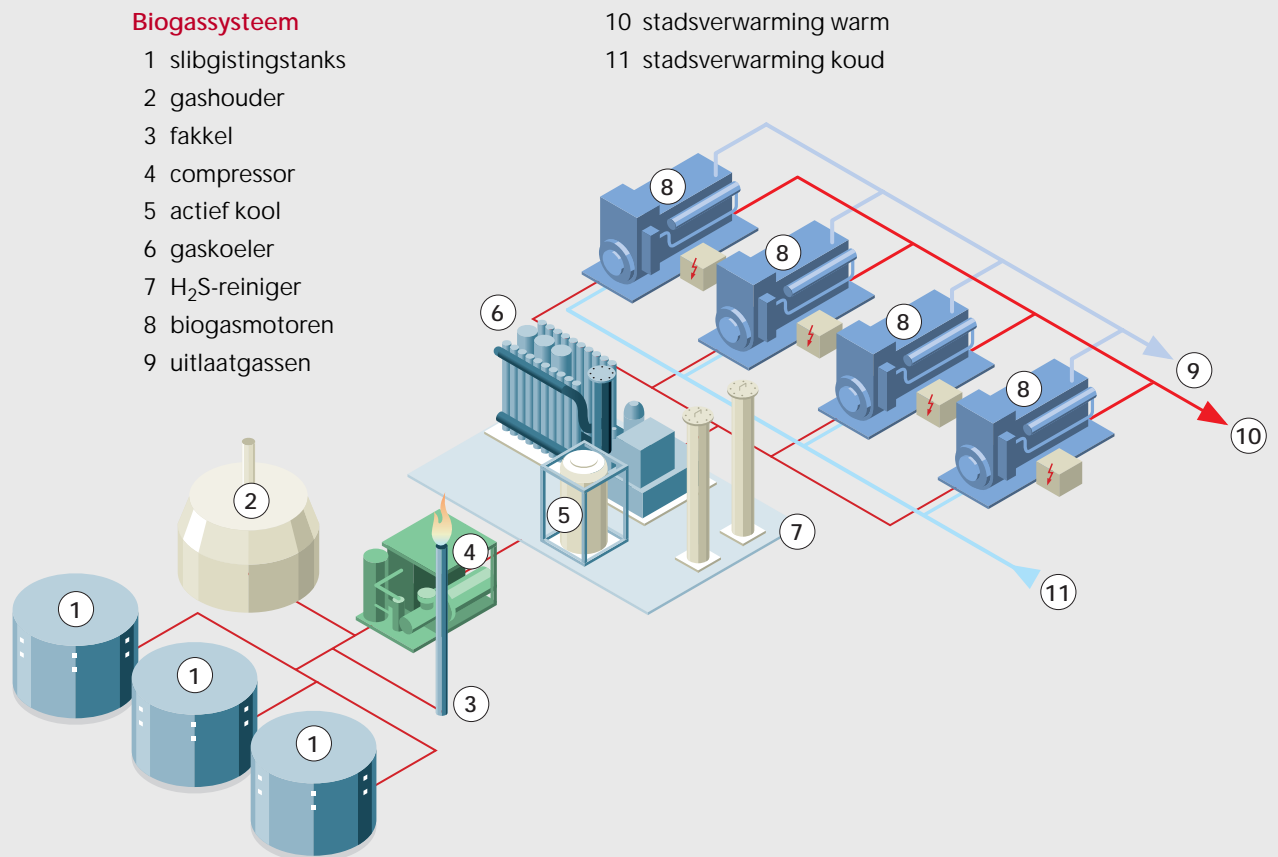 Biogassysteem
1 slibgistingstanks
2 gashouder
3 fakkel
4 compressor
5 actief kool
6 gaskoeler
7 H₂S-reiniger
8 biogasmotoren
9 uitlaatgassen
10 stadsverwarming warm
11 stadsverwarming koud
8
8
8
8
6
9
10
2
5
7
4
11
1
1
3
1